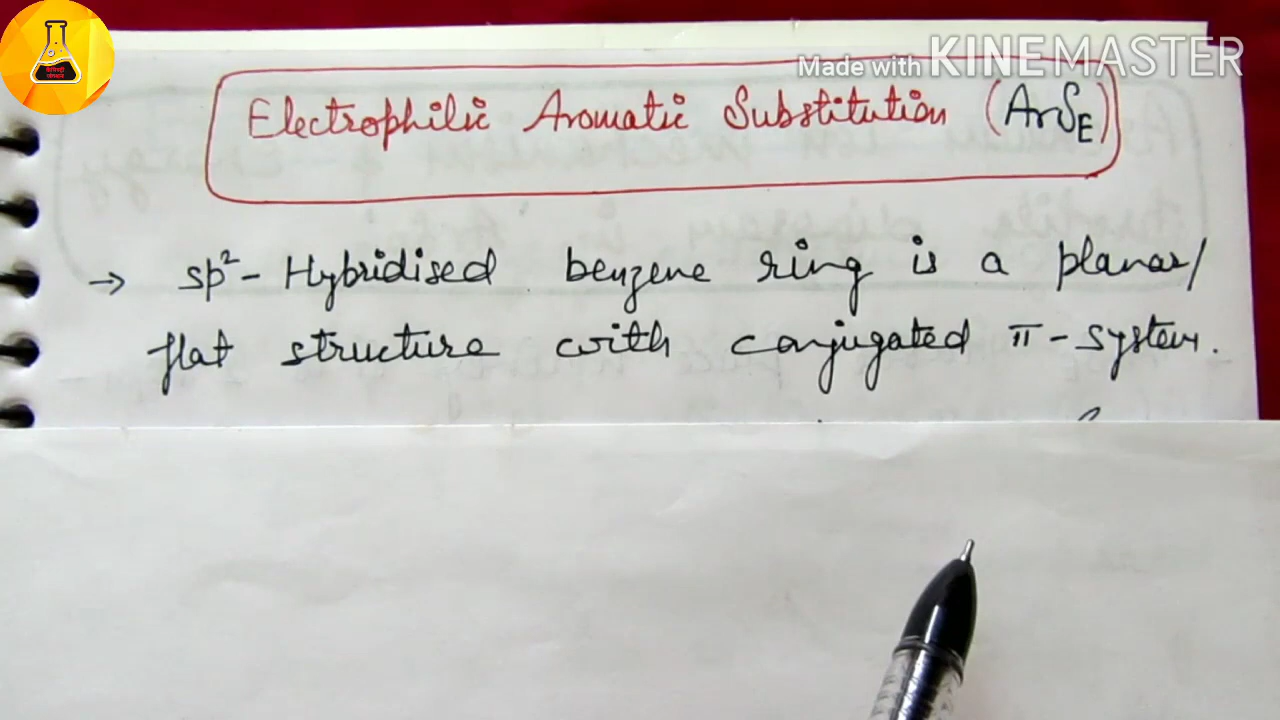 Made with KINEMASTER
Electrophilic Aromatic Substitution (ArSE)
→ sp²- Hybridised benzene ring is a planar/
flat structure with conjugated π-system.